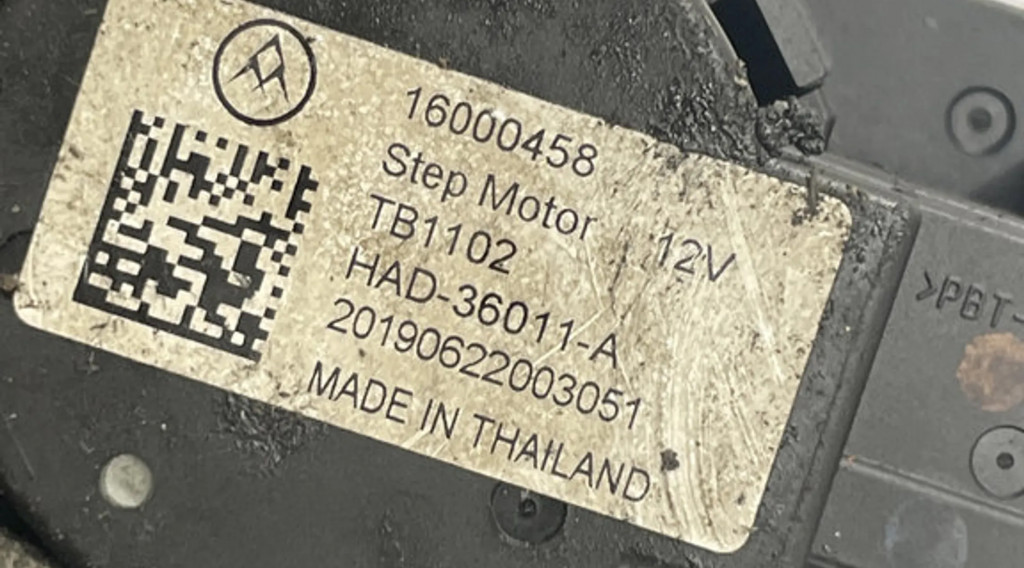 16000458
Step Motor 12V
TB1102
HAD-36011-A
20190622003051
MADE IN THAILAND
>PBT-